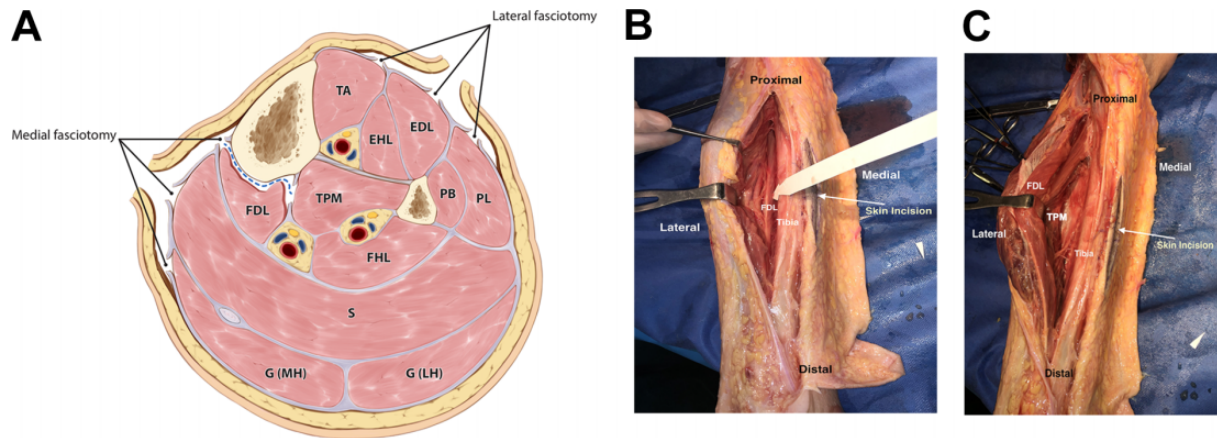 A
Lateral fasciotomy
Medial fasciotomy
TA
EHL
EDL
PB
PL
FDL
TPM
FHL
S
G (MH)
G (LH)
B
Proximal
Medial
FDL
Skin Incision
Tibia
Lateral
Distal
C
Proximal
Medial
FDL
TPM
Lateral
Skin Incision
Tibia
Distal